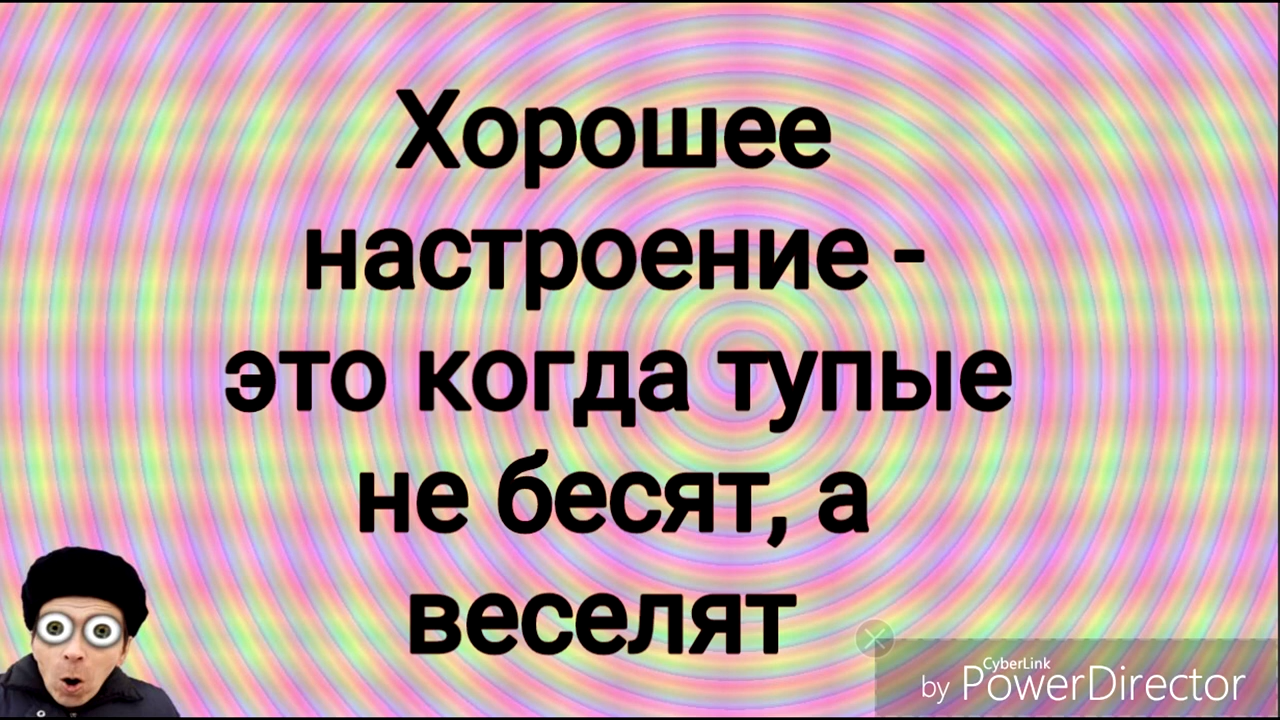 Хорошее
настроение -
это когда тупые
не бесят, а
веселят
CyberLink
by PowerDirector